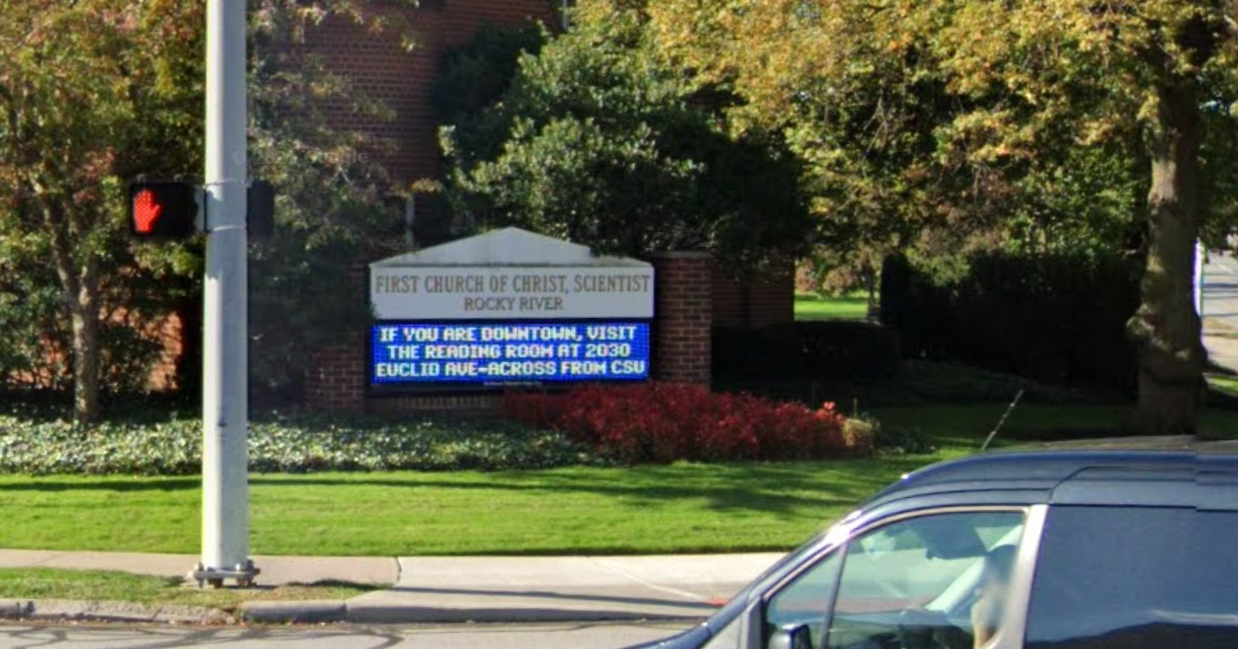 FIRST CHURCH OF CHRIST, SCIENTIST
ROCKY RIVER
IF YOU ARE DOWNTOWN, VISIT
THE READING ROOM AT 2030
EUCLID AVE-ACROSS FROM CSU